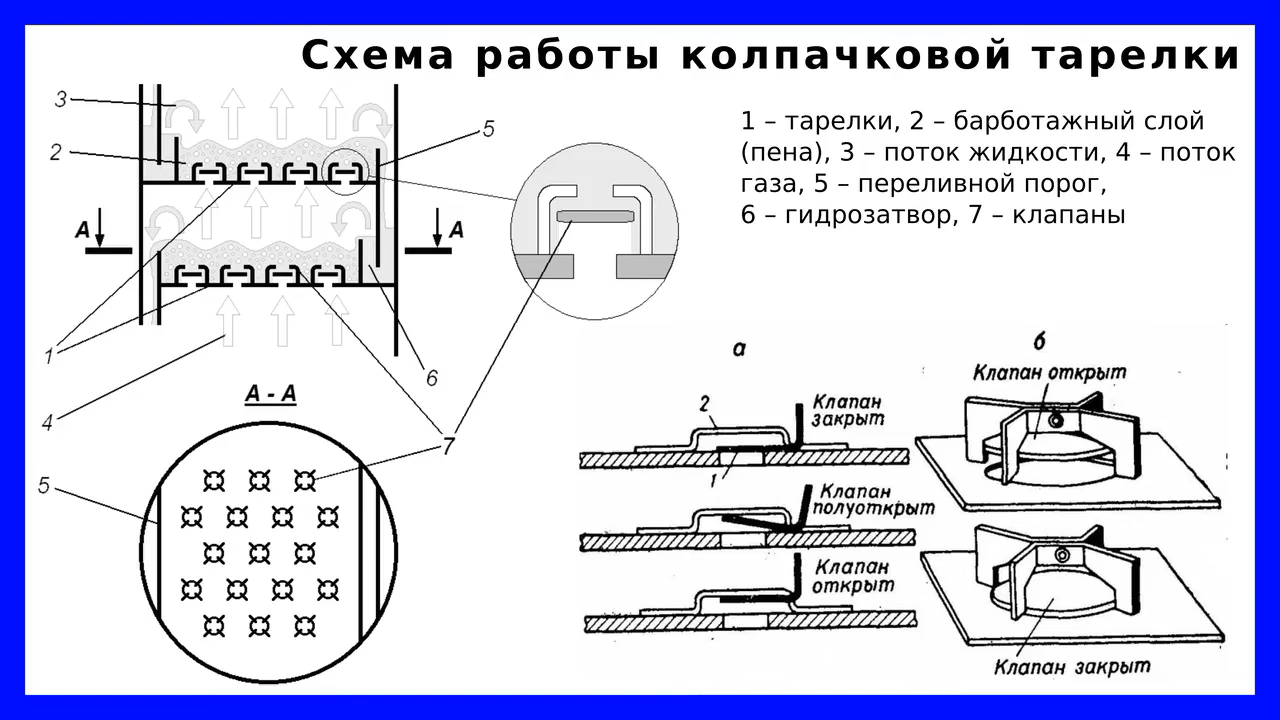 Схема работы колпачковой тарелки
1 – тарелки, 2 – барботажный слой
(пена), 3 – поток жидкости, 4 – поток
газа, 5 – переливной порог,
6 – гидрозатвор, 7 – клапаны
3
2
5
А
А
1
4
6
А - А
7
5
а
2
Клапан
закрыт
1
Клапан
полуоткрыт
Клапан
открыт
б
Клапан открыт
Клапан закрыт